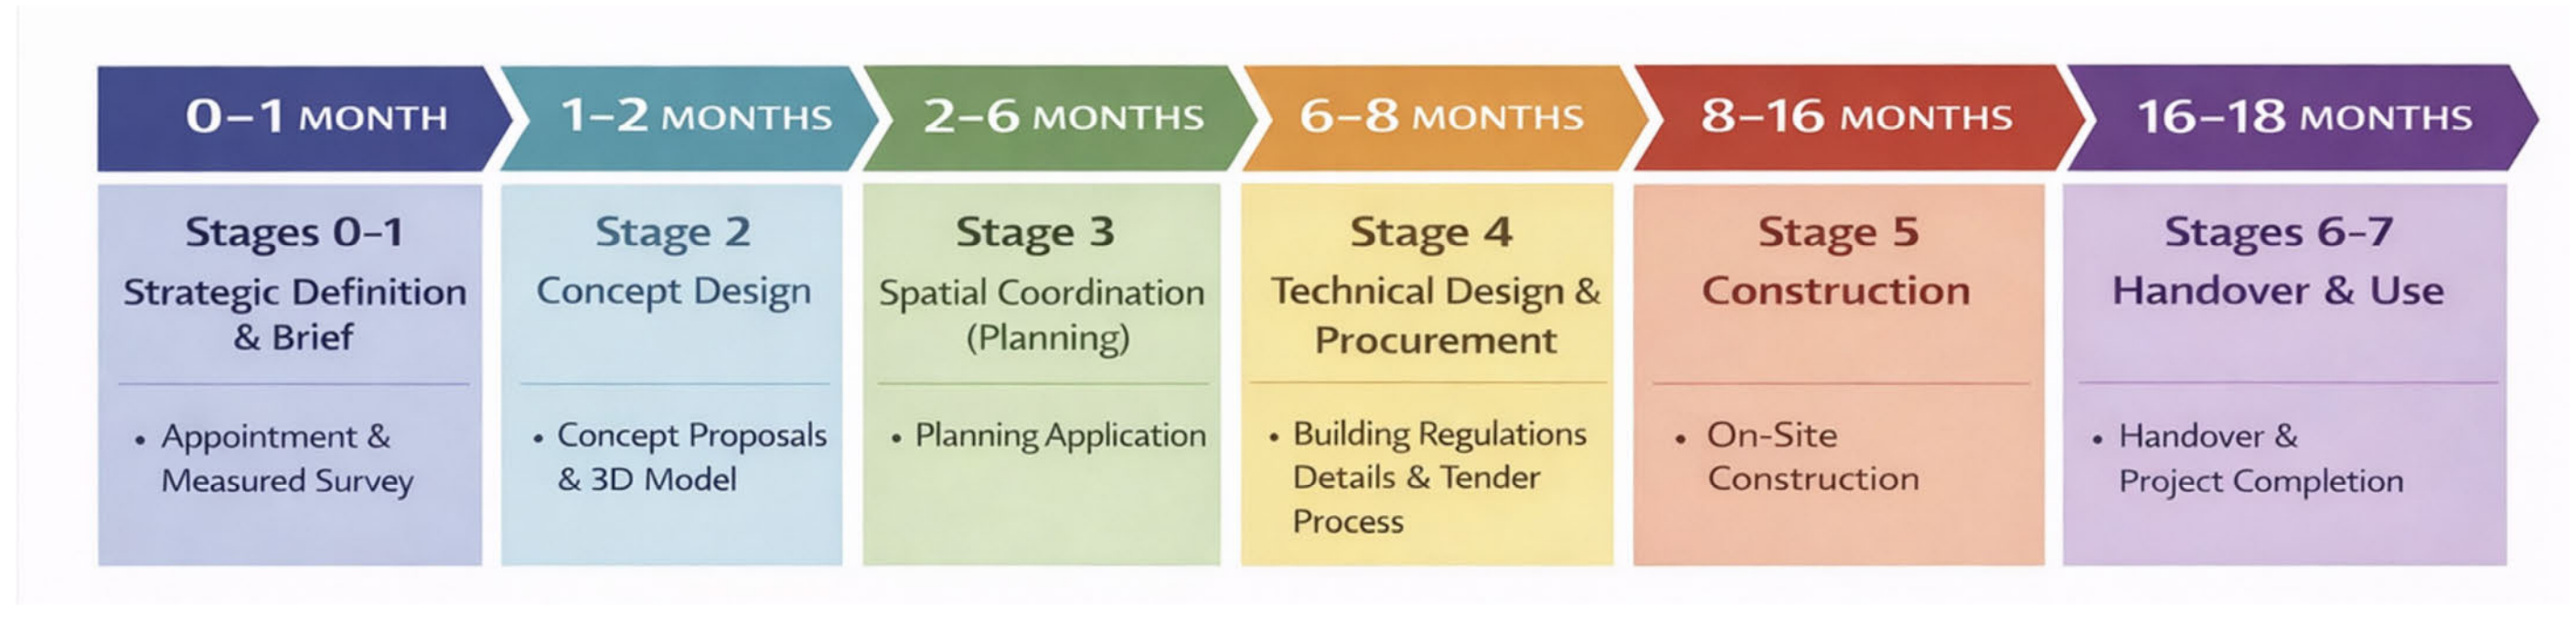 0–1 MONTH
1–2 MONTHS
2–6 MONTHS
6–8 MONTHS
8–16 MONTHS
16–18 MONTHS
Stages 0–1
Strategic Definition
& Brief
• Appointment &
Measured Survey
Stage 2
Concept Design
• Concept Proposals
& 3D Model
Stage 3
Spatial Coordination
(Planning)
• Planning Application
Stage 4
Technical Design &
Procurement
• Building Regulations
Details & Tender
Process
Stage 5
Construction
• On-Site
Construction
Stages 6–7
Handover & Use
• Handover &
Project Completion